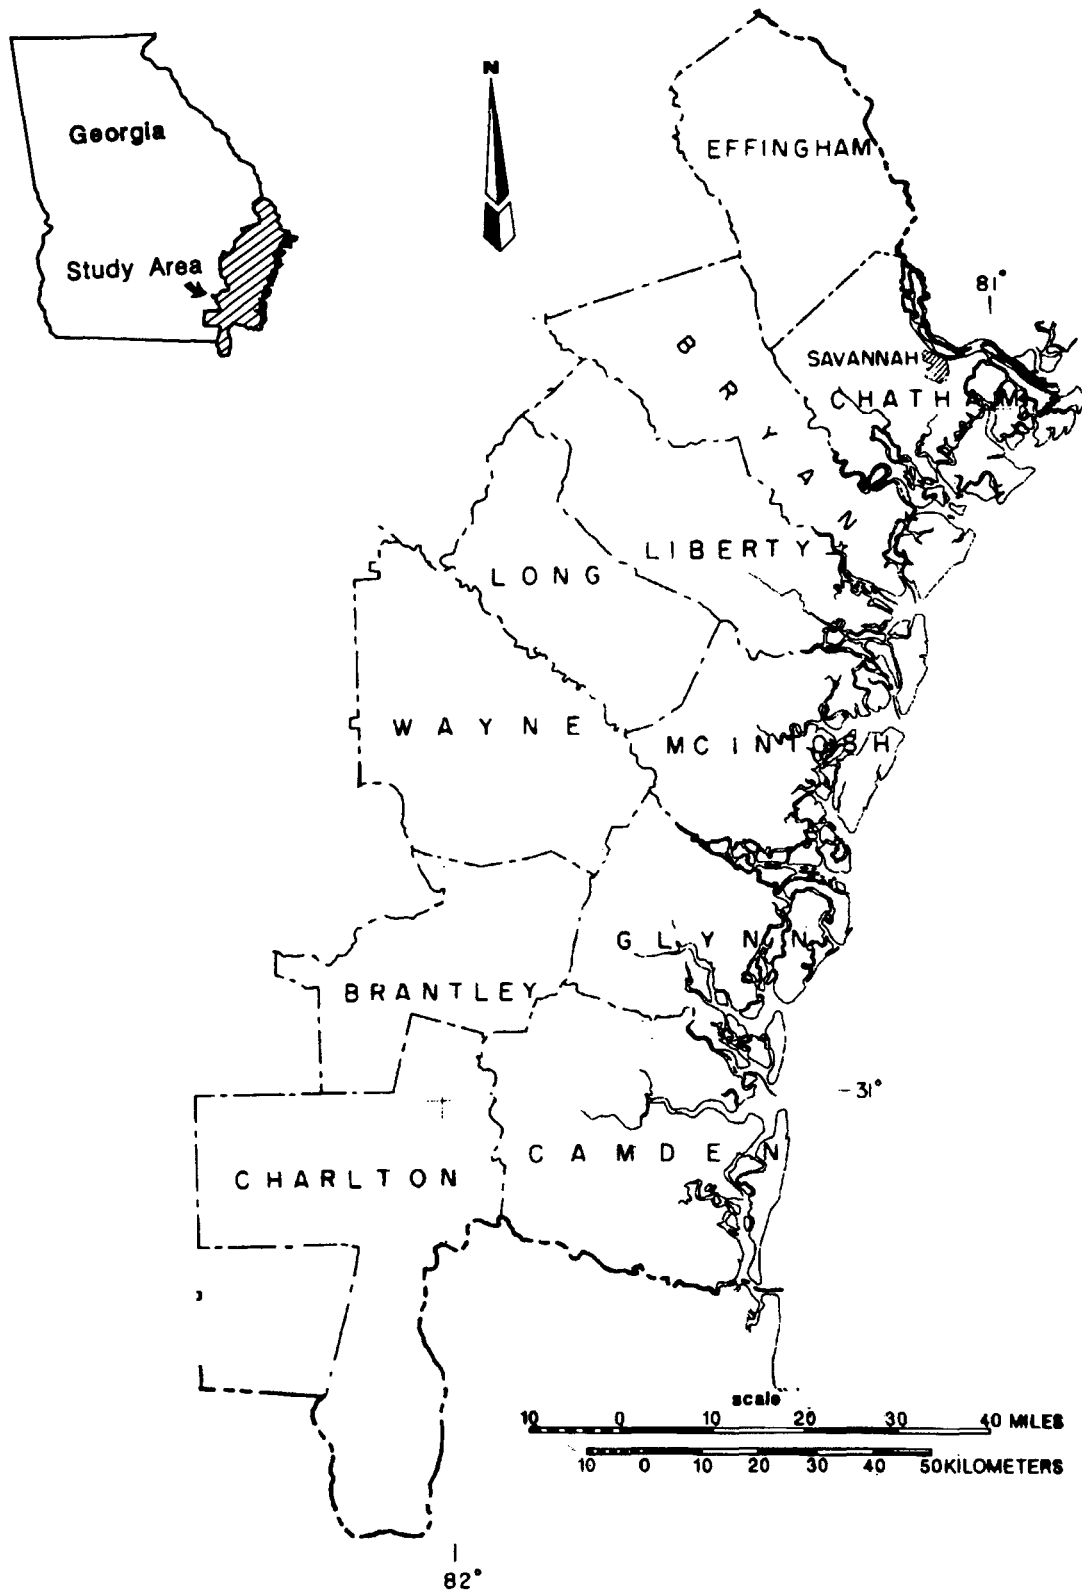 N
Georgia
EFFINGHAM
Study Area
81°
BRYAN
SAVANNAH
CHATHAM
LIBERTY
LONG
WAYNE
MCINTOSH
GLYNN
BRANTLEY
31°
CAMDEN
CHARLTON
scale
10 0 10 20 30 40 MILES
10 0 10 20 30 40 50 KILOMETERS
82°